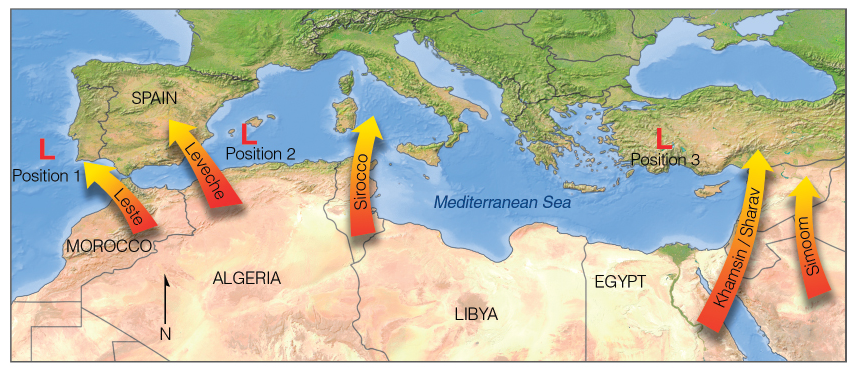 SPAIN
L
Position 1
L
Position 2
L
Position 3
Leste
Leveche
Sirocco
Mediterranean Sea
Khamsin / Sharav
Simoom
MOROCCO
ALGERIA
LIBYA
EGYPT
N